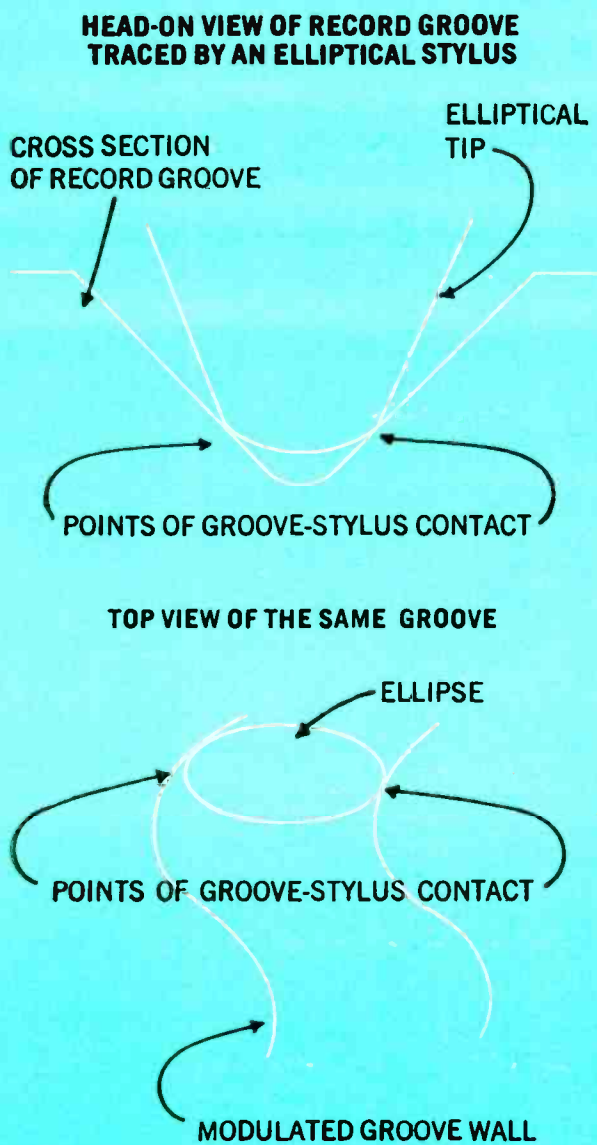 HEAD-ON VIEW OF RECORD GROOVE
TRACED BY AN ELLIPTICAL STYLUS
ELLIPTICAL
TIP
CROSS SECTION
OF RECORD GROOVE
POINTS OF GROOVE-STYLUS CONTACT
TOP VIEW OF THE SAME GROOVE
ELLIPSE
POINTS OF GROOVE-STYLUS CONTACT
MODULATED GROOVE WALL